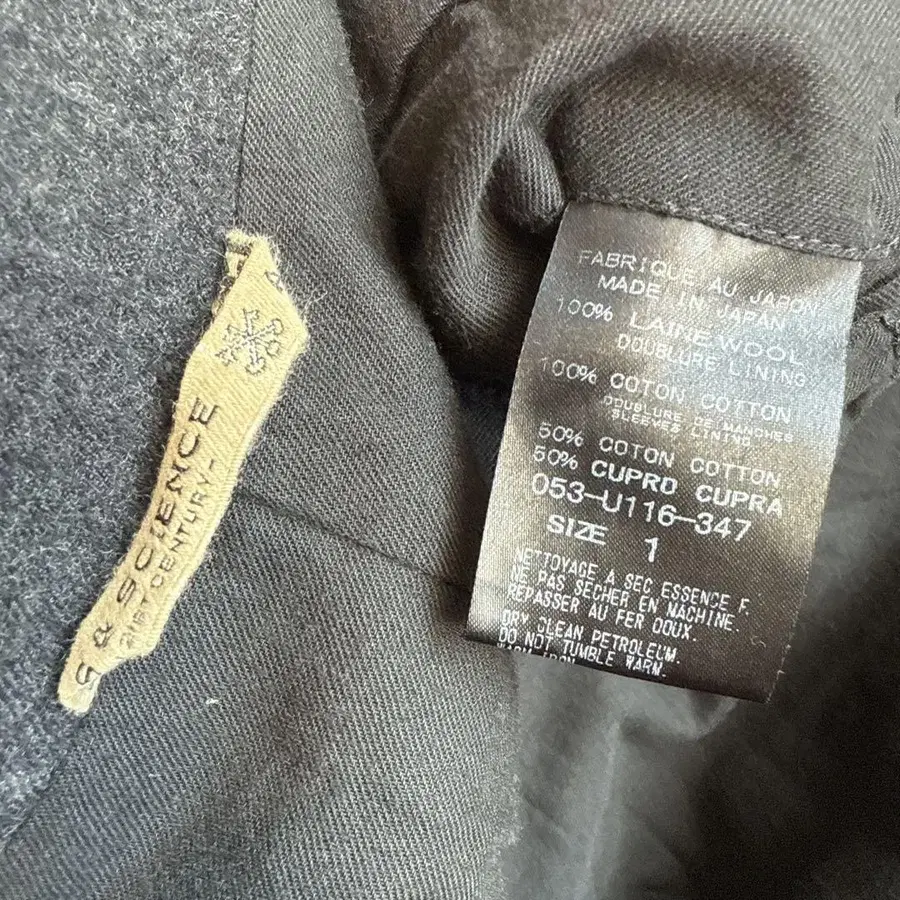 & SCIENCE
-21ST CENTURY-
FABRIQUE AU JAPON
MADE IN JAPAN
100% LAINE WOOL
DOUBLURE LINING
100% COTON COTTON
DOUBLURE DE MANCHES
SLEEVES LINING
50% COTON COTTON
50% CUPRO CUPRA
053-U116-347
SIZE 1
NETTOYAGE A SEC ESSENCE F.
NE PAS SECHER EN MACHINE.
REPASSER AU FER DOUX.
DRY CLEAN PETROLEUM.
DO NOT TUMBLE WARM.